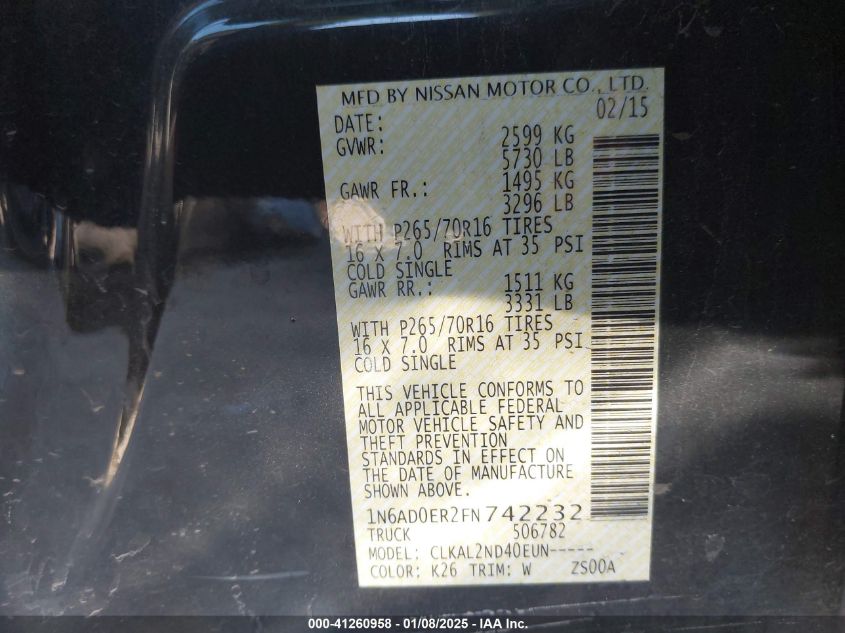 MFD BY NISSAN MOTOR CO., LTD.
DATE: 02/15
GVWR: 2599 KG
5730 LB
GAWR FR.: 1495 KG
3296 LB
WITH P265/70R16 TIRES
16 X 7.0 RIMS AT 35 PSI
COLD SINGLE
GAWR RR.: 1511 KG
3331 LB
WITH P265/70R16 TIRES
16 X 7.0 RIMS AT 35 PSI
COLD SINGLE
THIS VEHICLE CONFORMS TO
ALL APPLICABLE FEDERAL
MOTOR VEHICLE SAFETY AND
THEFT PREVENTION
STANDARDS IN EFFECT ON
THE DATE OF MANUFACTURE
SHOWN ABOVE.
1N6AD0ER2FN742232
TRUCK 506782
MODEL: CLKAL2ND40EUN-----
COLOR: K26 TRIM: W ZS00A
000-41260958 - 01/08/2025 - IAA Inc.